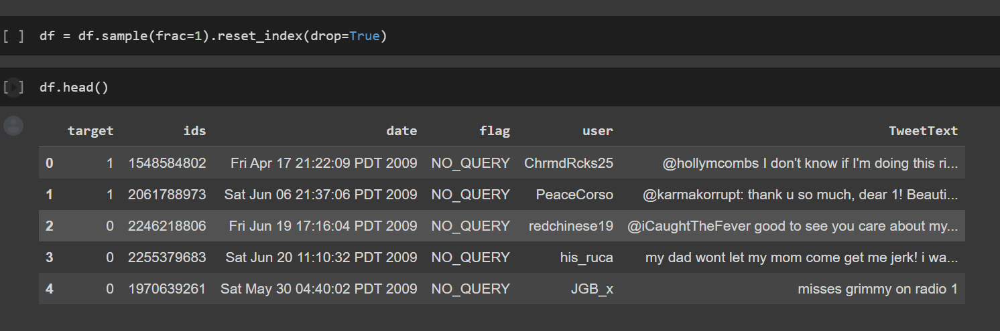 [ ] df = df.sample(frac=1).reset_index(drop=True)
[ ] df.head()
target ids date flag user TweetText
0 1 1548584802 Fri Apr 17 21:22:09 PDT 2009 NO_QUERY ChrmdRcks25 @hollymcombs I don't know if I'm doing this ri...
1 1 2061788973 Sat Jun 06 21:37:06 PDT 2009 NO_QUERY PeaceCorso @karmakorrupt: thank u so much, dear 1! Beauti...
2 0 2246218806 Fri Jun 19 17:16:04 PDT 2009 NO_QUERY redchinese19 @iCaughtTheFever good to see you care about my...
3 0 2255379683 Sat Jun 20 11:10:32 PDT 2009 NO_QUERY his_ruca my dad wont let my mom come get me jerk! i wa...
4 0 1970639261 Sat May 30 04:40:02 PDT 2009 NO_QUERY JGB_x misses grimmy on radio 1